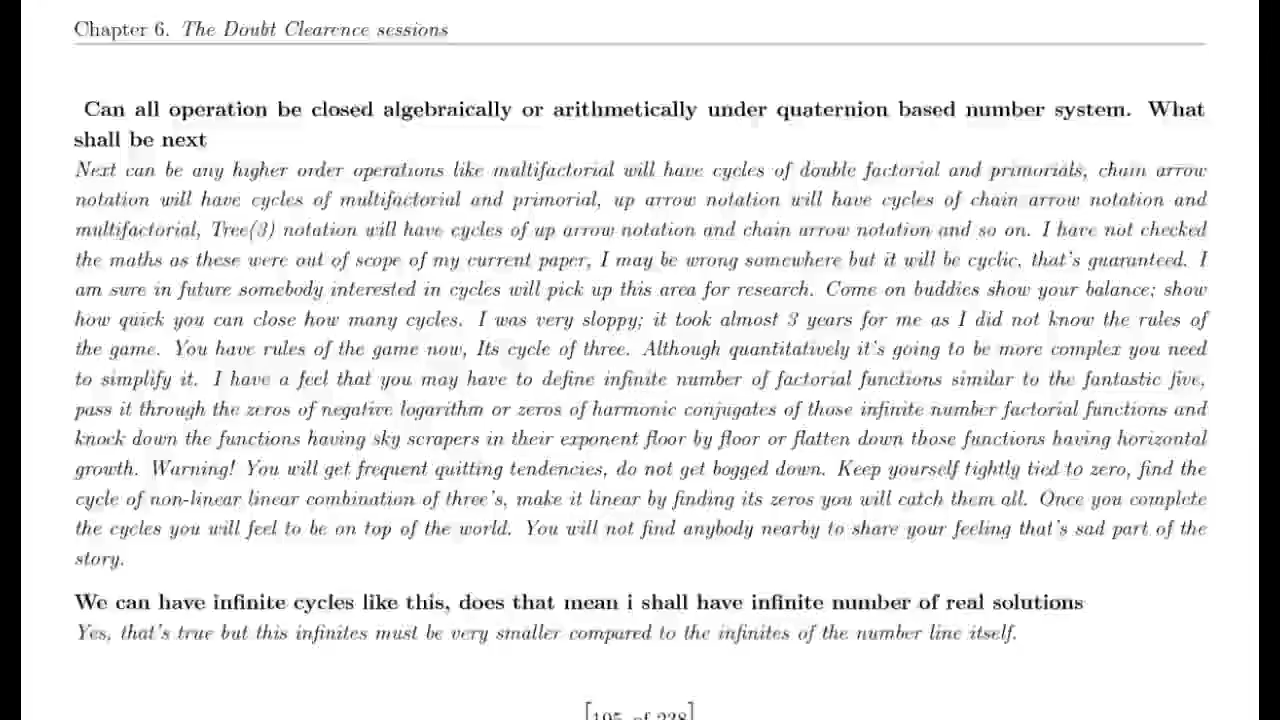 Chapter 6. The Doubt Clearence sessions
Can all operation be closed algebraically or arithmetically under quaternion based number system. What
shall be next
Next can be any higher order operations like multifactorial will have cycles of double factorial and primorials, chain arrow
notation will have cycles of multifactorial and primorial, up arrow notation will have cycles of chain arrow notation and
multifactorial, Tree(3) notation will have cycles of up arrow notation and chain arrow notation and so on. I have not checked
the maths as these were out of scope of my current paper, I may be wrong somewhere but it will be cyclic, that's guaranteed. I
am sure in future somebody interested in cycles will pick up this area for research. Come on buddies show your balance; show
how quick you can close how many cycles. I was very sloppy; it took almost 3 years for me as I did not know the rules of
the game. You have rules of the game now, Its cycle of three. Although quantitatively it's going to be more complex you need
to simplify it. I have a feel that you may have to define infinite number of factorial functions similar to the fantastic five,
pass it through the zeros of negative logarithm or zeros of harmonic conjugates of those infinite number factorial functions and
knock down the functions having sky scrapers in their exponent floor by floor or flatten down those functions having horizontal
growth. Warning! You will get frequent quitting tendencies, do not get bogged down. Keep yourself tightly tied to zero, find the
cycle of non-linear linear combination of three's, make it linear by finding its zeros you will catch them all. Once you complete
the cycles you will feel to be on top of the world. You will not find anybody nearby to share your feeling that's sad part of the
story.
We can have infinite cycles like this, does that mean i shall have infinite number of real solutions
Yes, that's true but this infinites must be very smaller compared to the infinites of the number line itself.
[195 of 238]